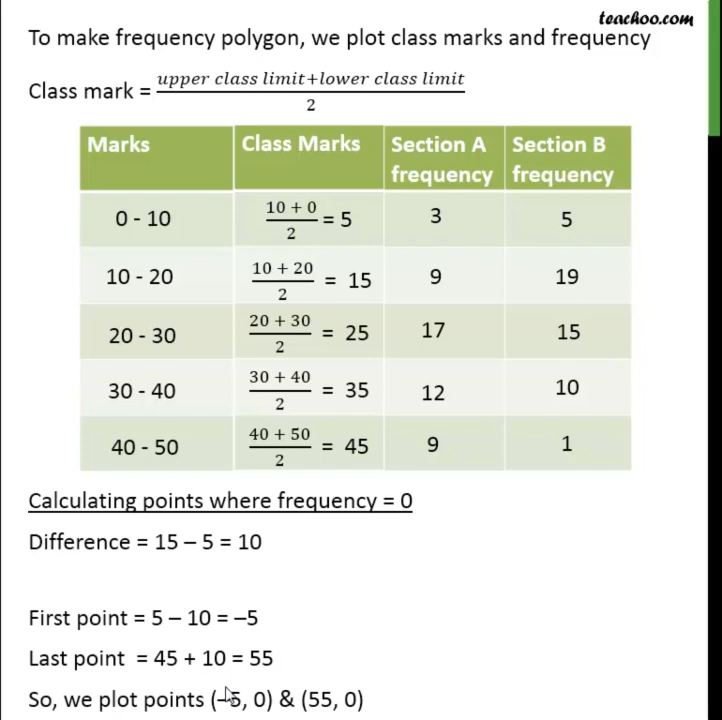 teachoo.com
To make frequency polygon, we plot class marks and frequency
Class mark = (upper class limit+lower class limit)/2
Marks Class Marks Section A frequency Section B frequency
0 - 10 (10 + 0)/2 = 5 3 5
10 - 20 (10 + 20)/2 = 15 9 19
20 - 30 (20 + 30)/2 = 25 17 15
30 - 40 (30 + 40)/2 = 35 12 10
40 - 50 (40 + 50)/2 = 45 9 1
Calculating points where frequency = 0
Difference = 15 – 5 = 10
First point = 5 – 10 = –5
Last point = 45 + 10 = 55
So, we plot points (–5, 0) & (55, 0)